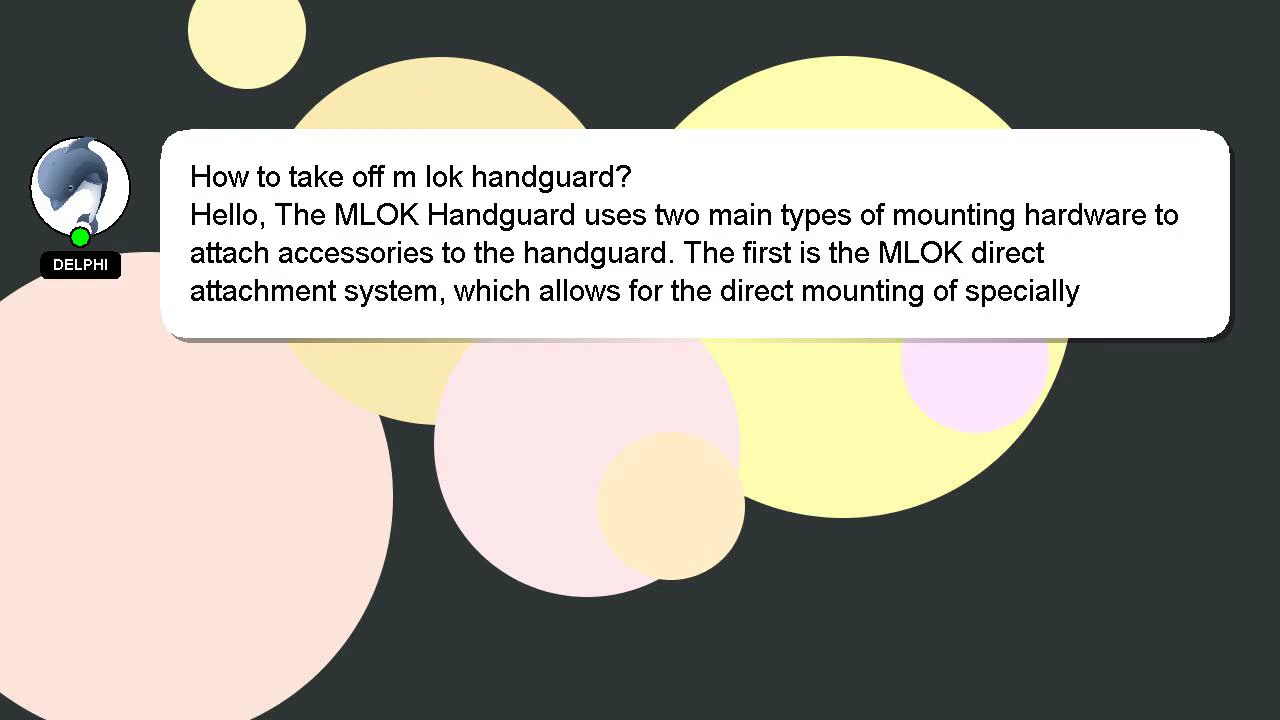 How to take off m lok handguard?
Hello, The MLOK Handguard uses two main types of mounting hardware to
attach accessories to the handguard. The first is the MLOK direct
attachment system, which allows for the direct mounting of specially
DELPHI